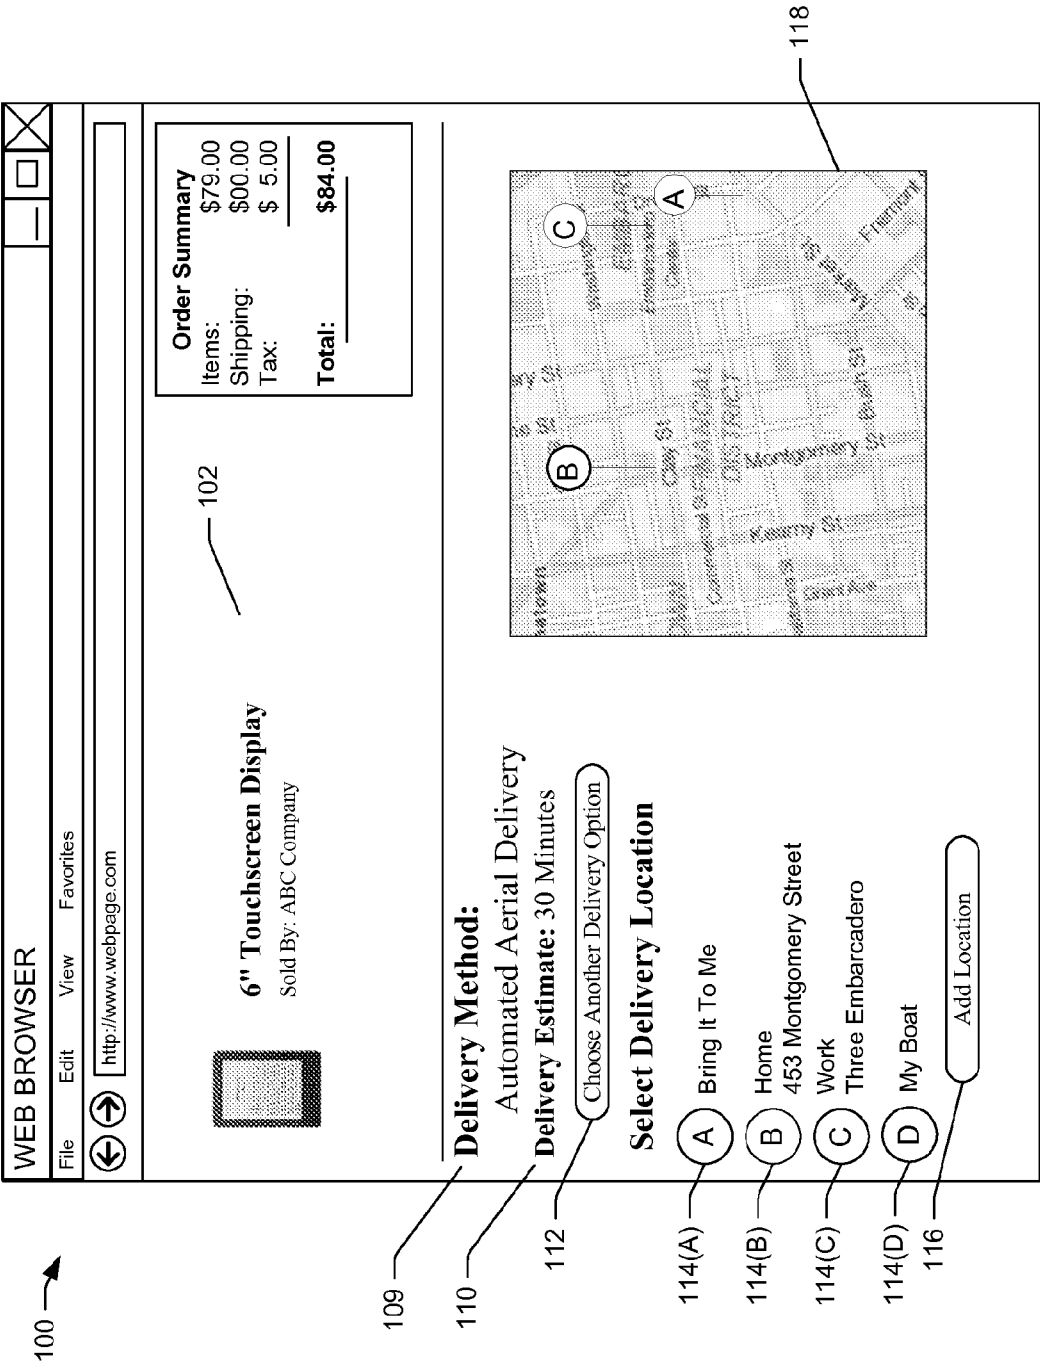 100
WEB BROWSER
File Edit View Favorites
http://www.webpage.com
6" Touchscreen Display
Sold By: ABC Company
102
Order Summary
Items: $79.00
Shipping: $00.00
Tax: $ 5.00
Total: $84.00
109
Delivery Method:
Automated Aerial Delivery
110
Delivery Estimate: 30 Minutes
112
Choose Another Delivery Option
Select Delivery Location
114(A)
A Bring It To Me
114(B)
B Home
453 Montgomery Street
114(C)
C Work
Three Embarcadero
114(D)
D My Boat
116
Add Location
118
A
B
C
Clay St
FINANCIAL
DISTRICT
Montgomery St
Kearny St
Bush St
Grant Ave
Fremont